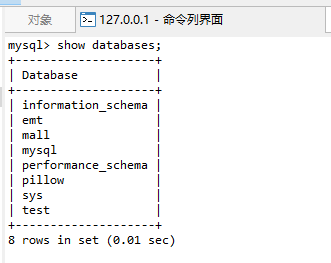 对象 127.0.0.1 - 命令列界面
mysql> show databases;
+--------------------+
| Database           |
+--------------------+
| information_schema |
| emt                |
| mall               |
| mysql              |
| performance_schema |
| pillow             |
| sys                |
| test               |
+--------------------+
8 rows in set (0.01 sec)